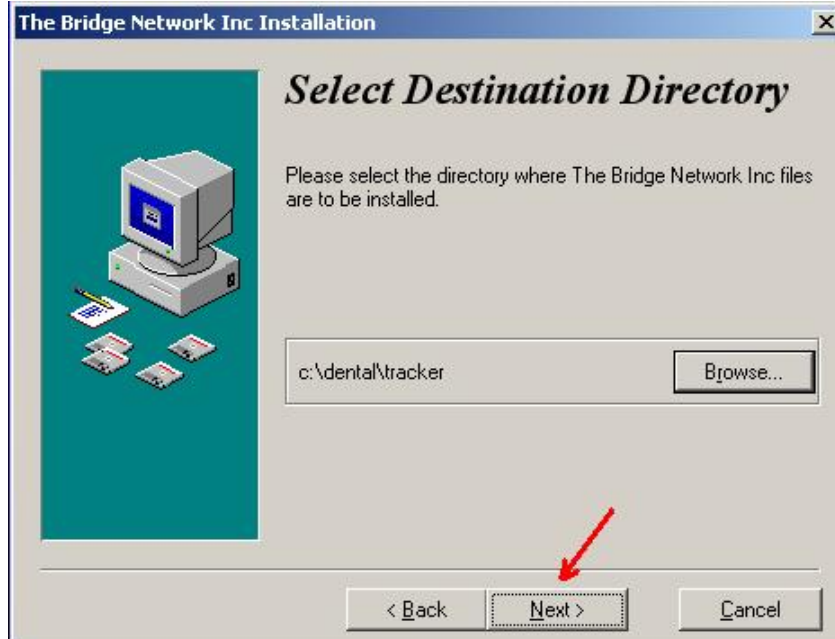 The Bridge Network Inc Installation
Select Destination Directory
Please select the directory where The Bridge Network Inc files
are to be installed.
c:\dental\tracker
Browse...
< Back
Next >
Cancel